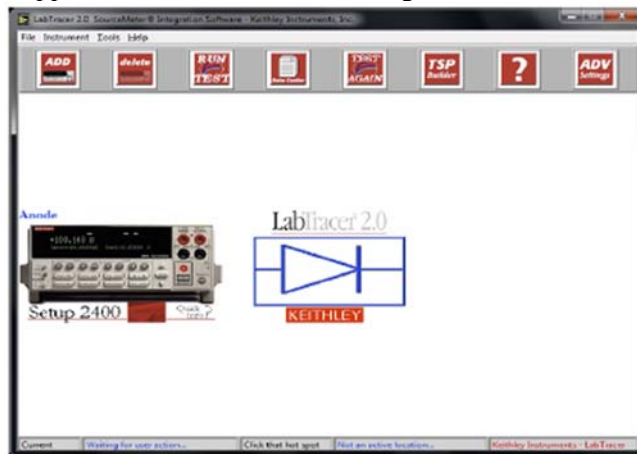 LabTracer 2.0 SourceMeter® Integration Software - Keithley Instruments, Inc.
File Instrument Tools Help
ADD
delete
RUN
TEST
TEST
AGAIN
TSP
Builder
?
ADV
Settings
Anode
LabTracer 2.0
KEITHLEY
Setup 2400
Current
Waiting for user action...
Click that hot spot
Not an active location...
Keithley Instruments - LabTracer